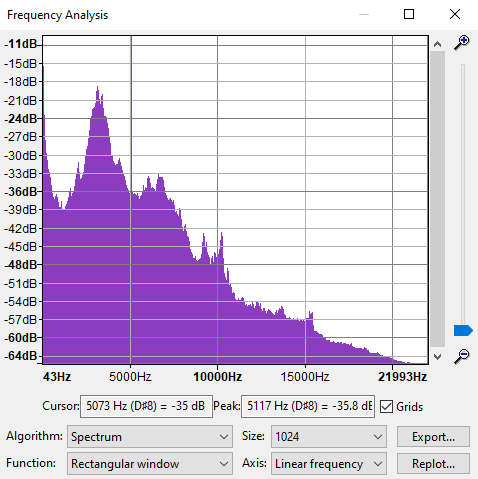 Frequency Analysis
-11dB
-15dB
-18dB
-21dB
-24dB
-27dB
-30dB
-33dB
-36dB
-39dB
-42dB
-45dB
-48dB
-51dB
-54dB
-57dB
-60dB
-64dB
43Hz 5000Hz 10000Hz 15000Hz 21993Hz
Cursor: 5073 Hz (D♯8) = -35 dB Peak: 5117 Hz (D♯8) = -35.8 dB Grids
Algorithm: Spectrum Size: 1024 Export...
Function: Rectangular window Axis: Linear frequency Replot...